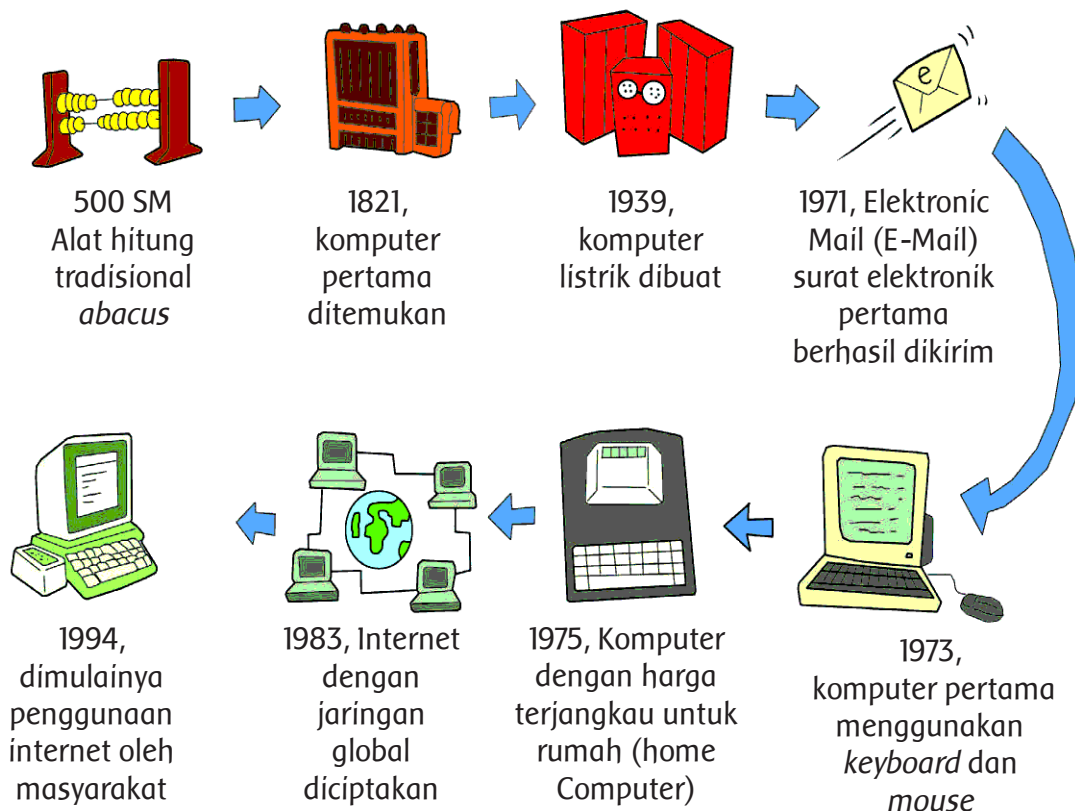 e
500 SM
Alat hitung
tradisional
abacus
1821,
komputer
pertama
ditemukan
1939,
komputer
listrik dibuat
1971, Elektronic
Mail (E-Mail)
surat elektronik
pertama
berhasil dikirim
1973,
komputer pertama
menggunakan
keyboard dan
mouse
1975, Komputer
dengan harga
terjangkau untuk
rumah (home
Computer)
1983, Internet
dengan
jaringan
global
diciptakan
1994,
dimulainya
penggunaan
internet oleh
masyarakat